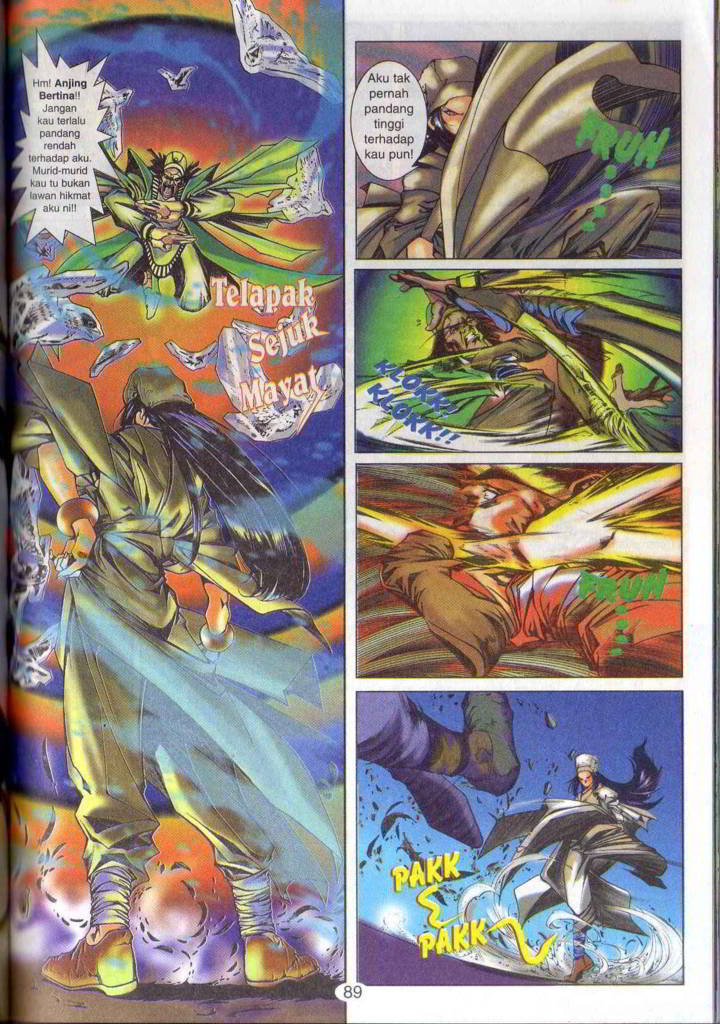 Hm! Anjing
Bertina!!
Jangan
kau terlalu
pandang
rendah
terhadap aku.
Murid-murid
kau tu bukan
lawan hikmat
aku ni!!
Telapak
Sejuk
Mayat
Aku tak
pernah
pandang
tinggi
terhadap
kau pun!
FRUH
KLOKK!
KLOKK!!
FRUH
PAKK
PAKK
89